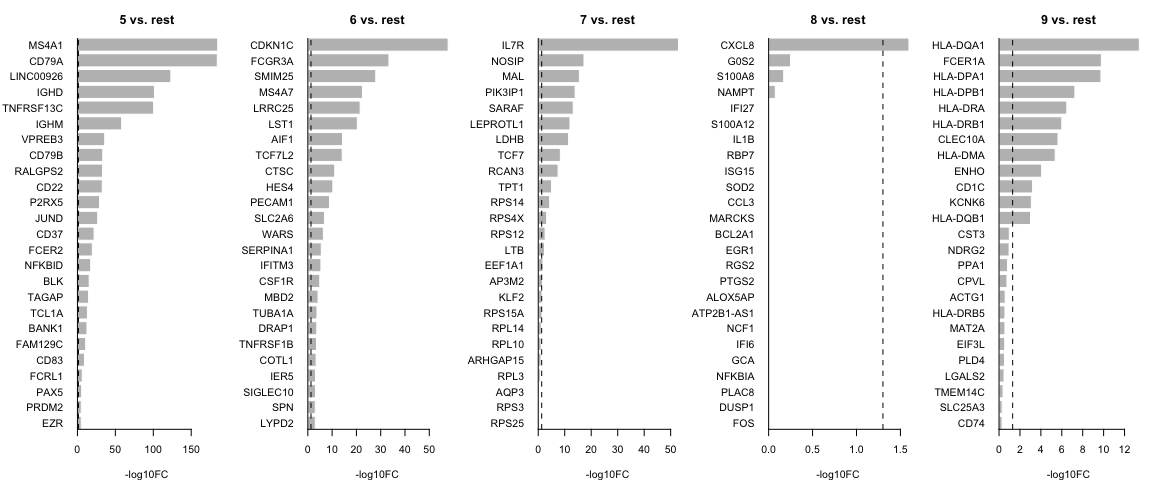 5 vs. rest
MS4A1
CD79A
LINC00926
IGHD
TNFRSF13C
IGHM
VPREB3
CD79B
RALGPS2
CD22
P2RX5
JUND
CD37
FCER2
NFKBID
BLK
TAGAP
TCL1A
BANK1
FAM129C
CD83
FCRL1
PAX5
PRDM2
EZR
0 50 100 150
-log10FC
6 vs. rest
CDKN1C
FCGR3A
SMIM25
MS4A7
LRRC25
LST1
AIF1
TCF7L2
CTSC
HES4
PECAM1
SLC2A6
WARS
SERPINA1
IFITM3
CSF1R
MBD2
TUBA1A
DRAP1
TNFRSF1B
COTL1
IER5
SIGLEC10
SPN
LYPD2
0 10 20 30 40 50
-log10FC
7 vs. rest
IL7R
NOSIP
MAL
PIK3IP1
SARAF
LEPROTL1
LDHB
TCF7
RCAN3
TPT1
RPS14
RPS4X
RPS12
LTB
EEF1A1
AP3M2
KLF2
RPS15A
RPL14
RPL10
ARHGAP15
RPL3
AQP3
RPS3
RPS25
0 10 20 30 40 50
-log10FC
8 vs. rest
CXCL8
G0S2
S100A8
NAMPT
IFI27
S100A12
IL1B
RBP7
ISG15
SOD2
CCL3
MARCKS
BCL2A1
EGR1
RGS2
PTGS2
ALOX5AP
ATP2B1-AS1
NCF1
IFI6
GCA
NFKBIA
PLAC8
DUSP1
FOS
0.0 0.5 1.0 1.5
-log10FC
9 vs. rest
HLA-DQA1
FCER1A
HLA-DPA1
HLA-DPB1
HLA-DRA
HLA-DRB1
CLEC10A
HLA-DMA
ENHO
CD1C
KCNK6
HLA-DQB1
CST3
NDRG2
PPA1
CPVL
ACTG1
HLA-DRB5
MAT2A
EIF3L
PLD4
LGALS2
TMEM14C
SLC25A3
CD74
0 2 4 6 8 10 12
-log10FC